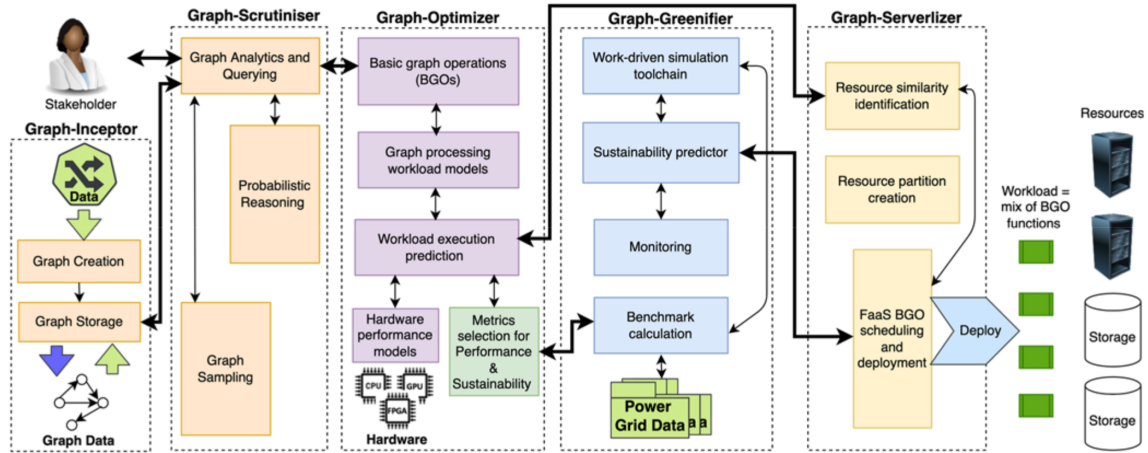 Graph-Scrutiniser
Graph-Optimizer
Graph-Greenifier
Graph-Serverlizer
Stakeholder
Graph-Inceptor
Data
Graph Creation
Graph Storage
Graph Data
Graph Analytics and
Querying
Probabilistic
Reasoning
Graph
Sampling
Basic graph operations
(BGOs)
Graph processing
workload models
Workload execution
prediction
Hardware
performance
models
Metrics
selection for
Performance
&
Sustainability
CPU
GPU
FPGA
Hardware
Work-driven simulation
toolchain
Sustainability predictor
Monitoring
Benchmark
calculation
Power
Grid Data
a
a
Resource similarity
identification
Resource partition
creation
FaaS BGO
scheduling
and
deployment
Deploy
Workload =
mix of BGO
functions
Resources
Storage
Storage